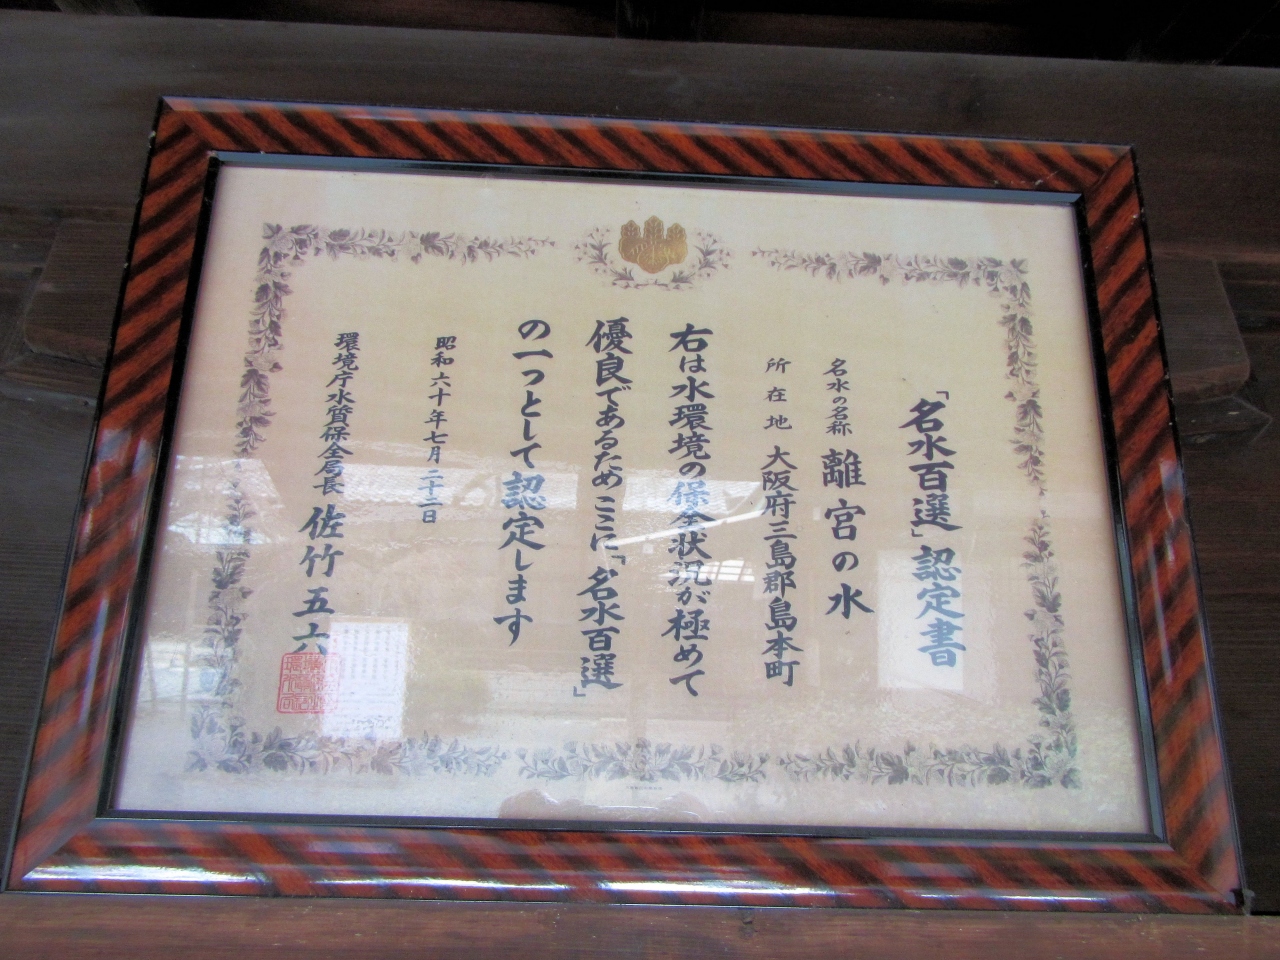 「名水百選」認定書
名水の名称 離宮の水
所在地 大阪府三島郡島本町
右は水環境の保全状況が極めて
優良であるためここに「名水百選」
の一つとして認定します
昭和六十年七月二十二日
環境庁水質保全局長 佐竹五六